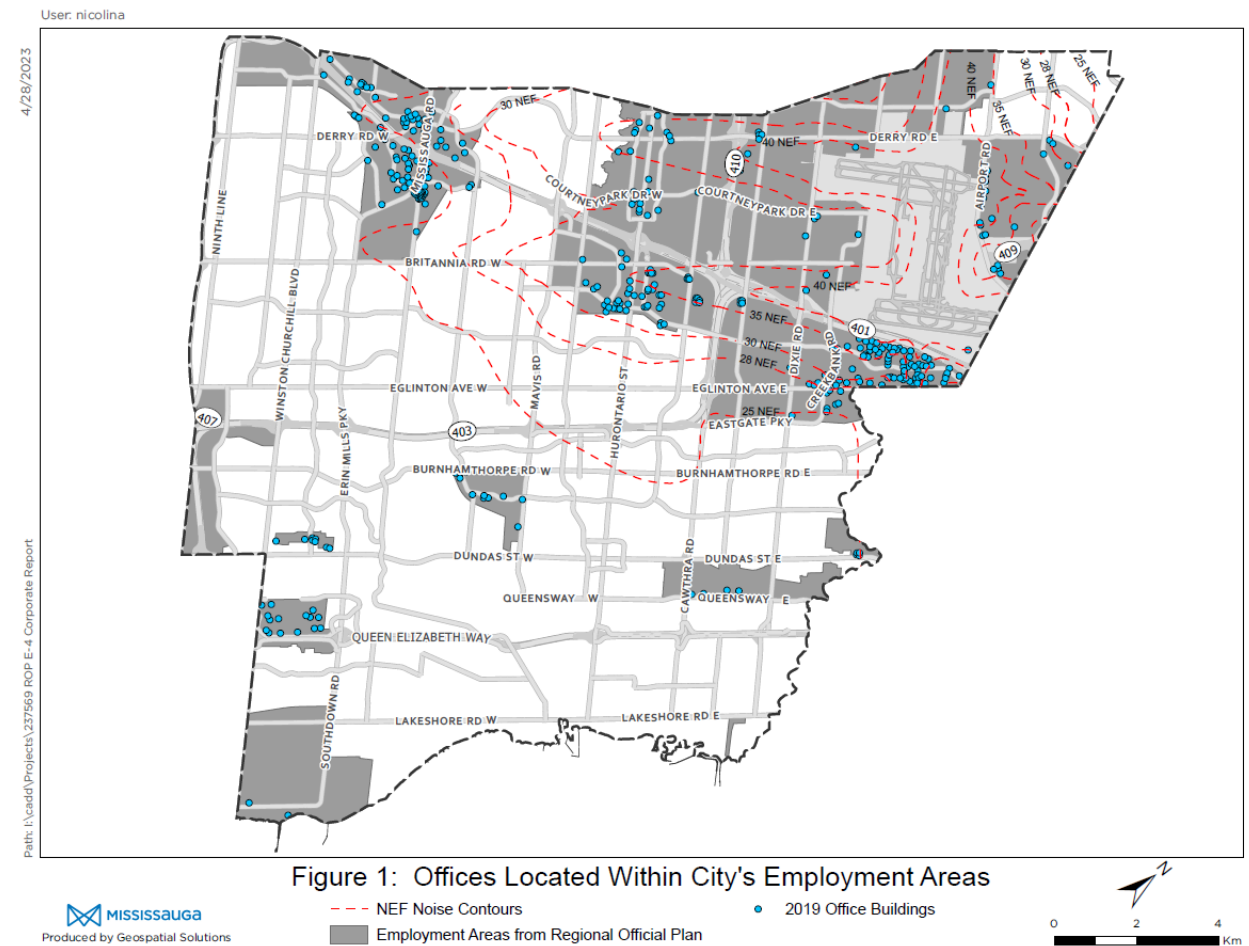 User: nicolina
4/28/2023
Path: I:\cadd\Projects\237569 ROP E-4 Corporate Report
40 NEF
30 NEF
28 NEF
25 NEF
30 NEF
35 NEF
MISSISSAUGA RD
DERRY RD W
40 NEF
DERRY RD E
410
AIRPORT RD
COURTNEYPARK DR W
COURTNEYPARK DR E
NINTH LINE
409
BRITANNIA RD W
40 NEF
WINSTON CHURCHILL BLVD
35 NEF
401
30 NEF
DIXIE RD
CREEKBANK RD
28 NEF
MAVIS RD
HURONTARIO ST
EGLINTON AVE W
EGLINTON AVE E
25 NEF
407
403
EASTGATE PKY
ERIN MILLS PKY
BURNHAMTHORPE RD W
BURNHAMTHORPE RD E
DUNDAS ST W
DUNDAS ST E
CAWTHRA RD
QUEENSWAY W
QUEENSWAY E
QUEEN ELIZABETH WAY
SOUTHDOWN RD
LAKESHORE RD W
LAKESHORE RD E
Figure 1: Offices Located Within City's Employment Areas
N
MISSISSAUGA
Produced by Geospatial Solutions
NEF Noise Contours
2019 Office Buildings
Employment Areas from Regional Official Plan
0 2 4
Km